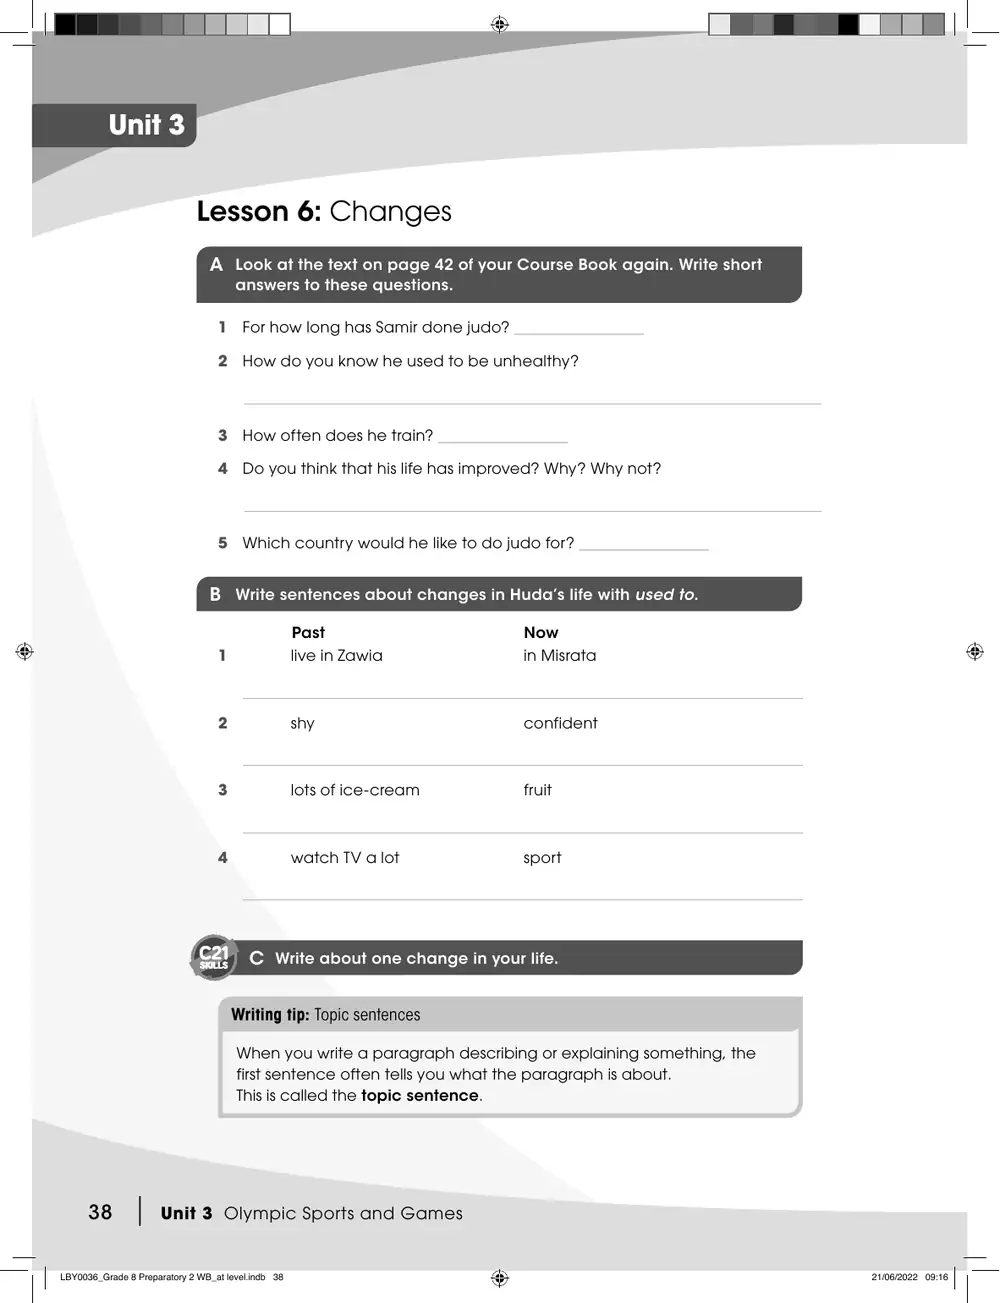 Unit 3
Lesson 6: Changes
A Look at the text on page 42 of your Course Book again. Write short
answers to these questions.
1 For how long has Samir done judo?
2 How do you know he used to be unhealthy?
3 How often does he train?
4 Do you think that his life has improved? Why? Why not?
5 Which country would he like to do judo for?
B Write sentences about changes in Huda's life with used to.
Past Now
1 live in Zawia in Misrata
2 shy confident
3 lots of ice-cream fruit
4 watch TV a lot sport
C21
SKILLS
C Write about one change in your life.
Writing tip: Topic sentences
When you write a paragraph describing or explaining something, the
first sentence often tells you what the paragraph is about.
This is called the topic sentence.
38 Unit 3 Olympic Sports and Games
LBY0036_Grade 8 Preparatory 2 WB_at level.indb 38 21/06/2022 09:16